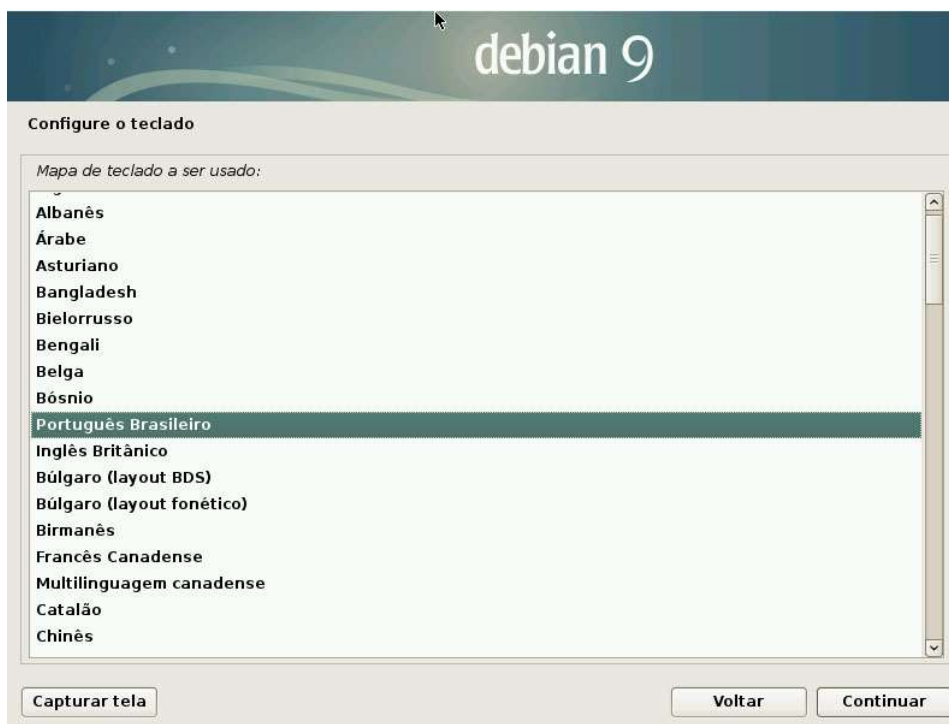 debian 9
Configure o teclado
Mapa de teclado a ser usado:
Albanês
Árabe
Asturiano
Bangladesh
Bielorrusso
Bengali
Belga
Bósnio
Português Brasileiro
Inglês Britânico
Búlgaro (layout BDS)
Búlgaro (layout fonético)
Birmanês
Francês Canadense
Multilinguagem canadense
Catalão
Chinês
Capturar tela
Voltar
Continuar